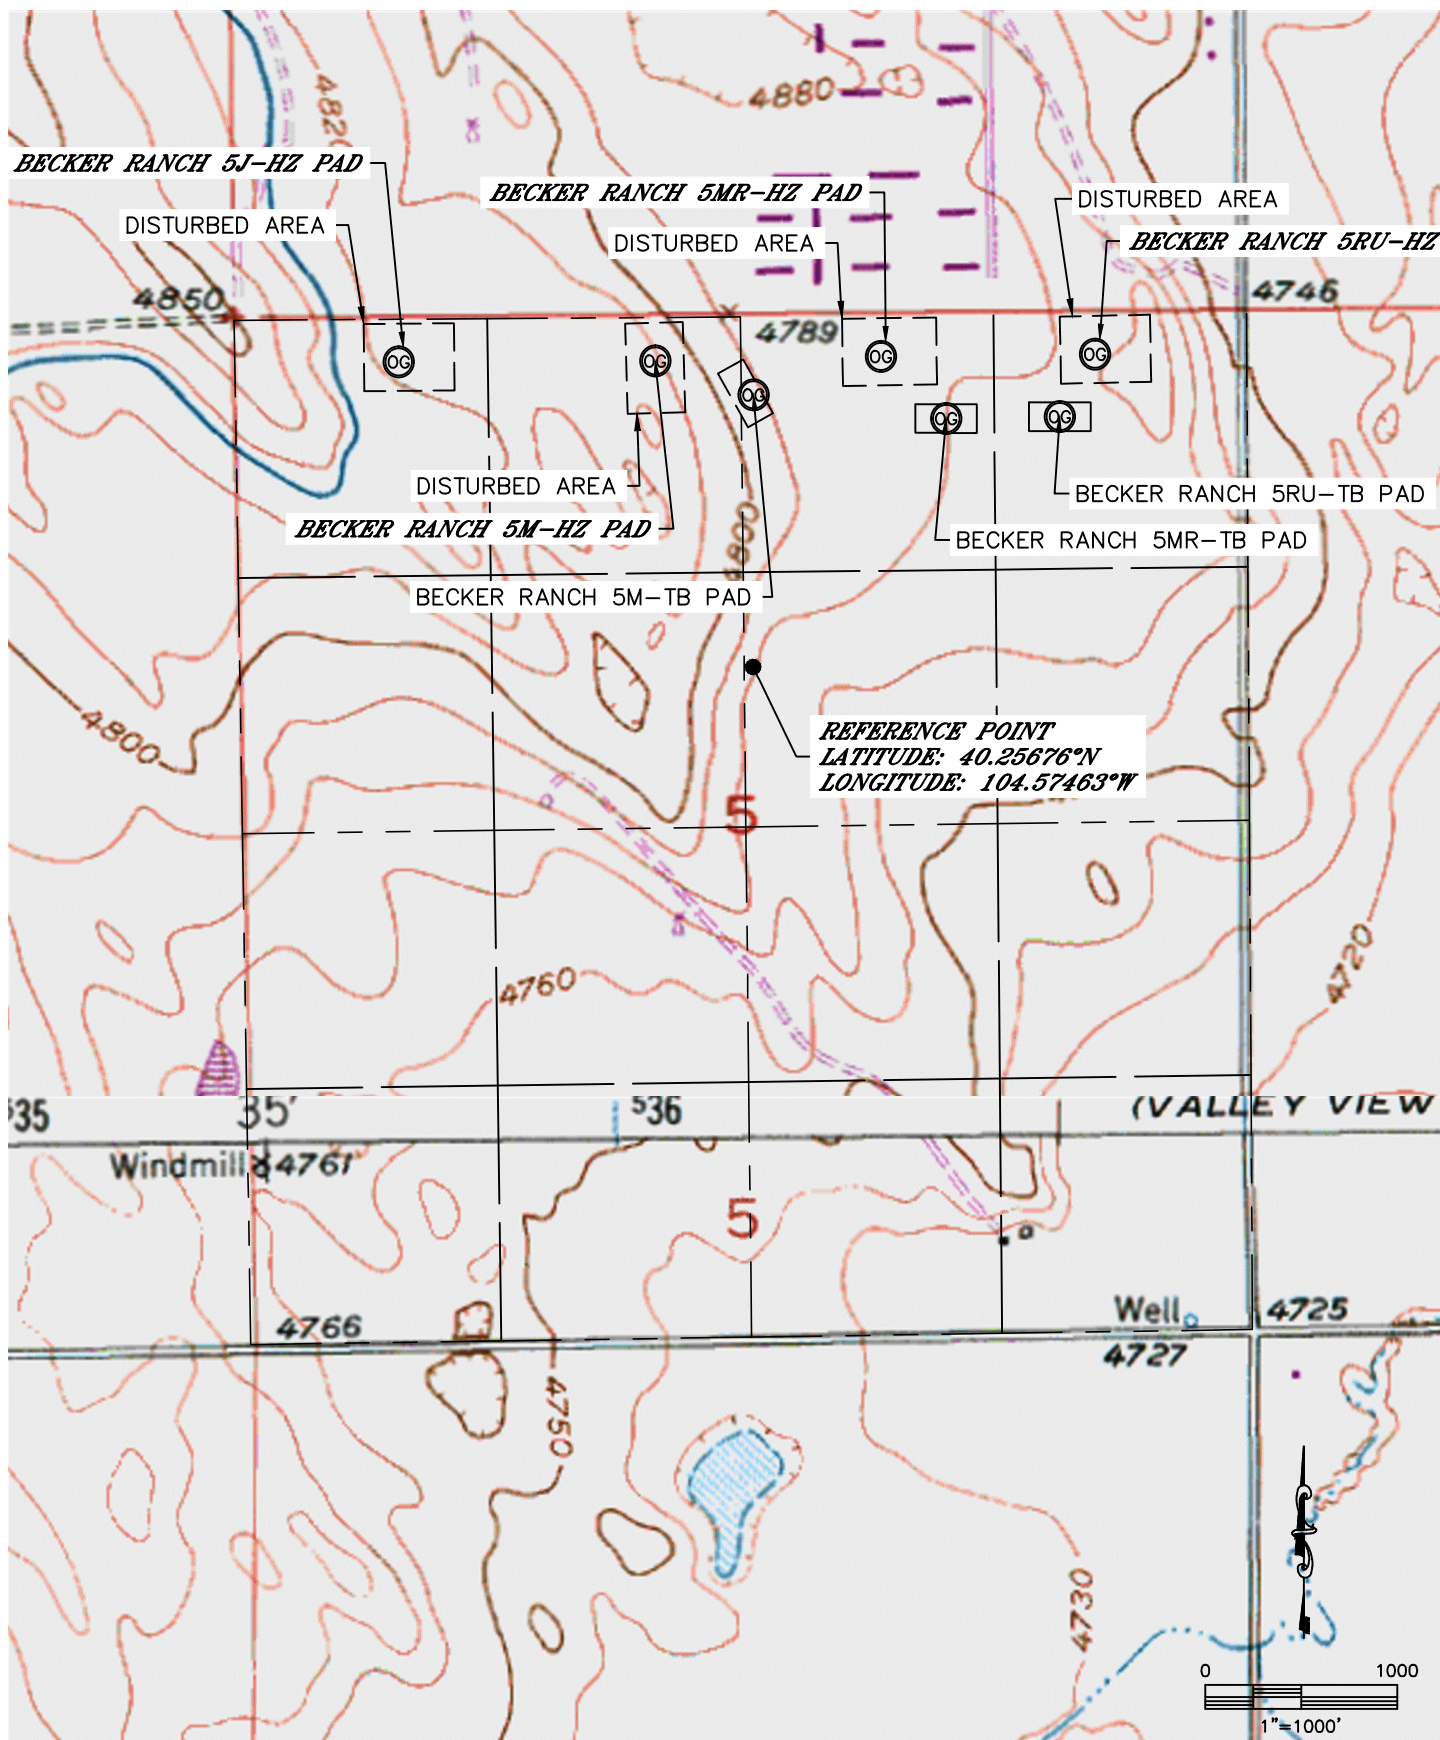 4820
4880
BECKER RANCH 5J-HZ PAD
BECKER RANCH 5MR-HZ PAD
DISTURBED AREA
DISTURBED AREA
DISTURBED AREA
BECKER RANCH 5RU-HZ
4850
4746
4789
OG
OG
OG
OG
OG
OG
OG
DISTURBED AREA
BECKER RANCH 5RU-TB PAD
BECKER RANCH 5M-HZ PAD
BECKER RANCH 5MR-TB PAD
4800
BECKER RANCH 5M-TB PAD
4800
REFERENCE POINT
LATITUDE: 40.25676°N
LONGITUDE: 104.57463°W
5
4720
4760
535
35'
536
(VALLEY VIEW
Windmill 4761
5
4766
Well
4725
4727
4750
4730
0 1000
1"=1000'